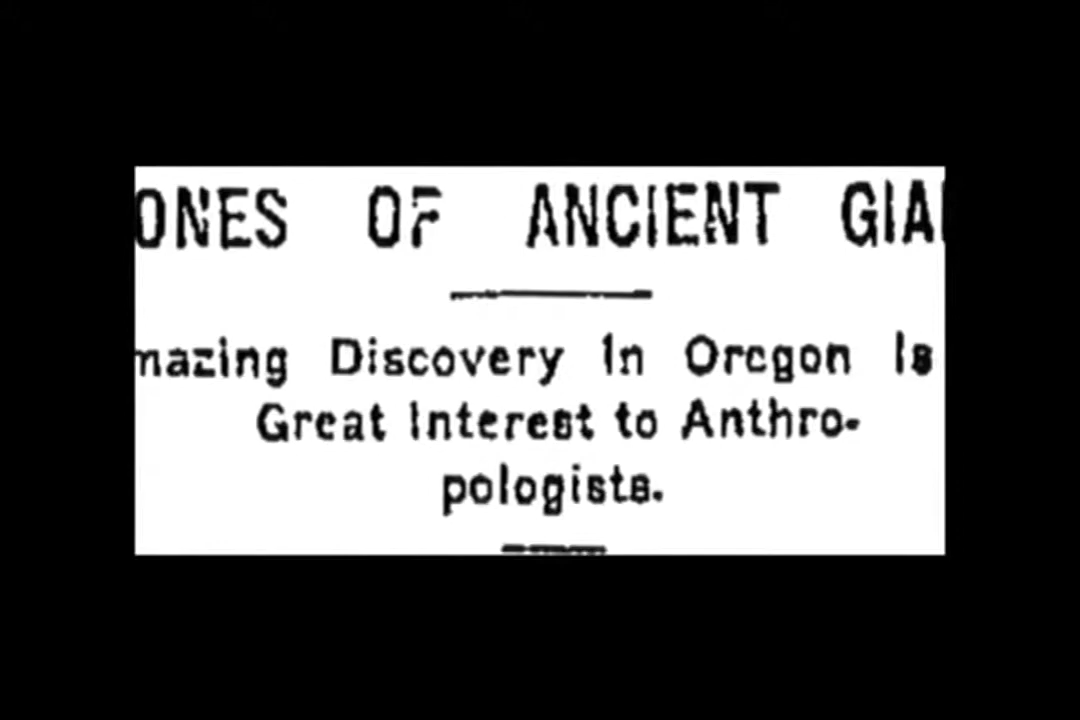 ONES OF ANCIENT GIA
mazing Discovery In Oregon Is
Great Interest to Anthro-
pologists.